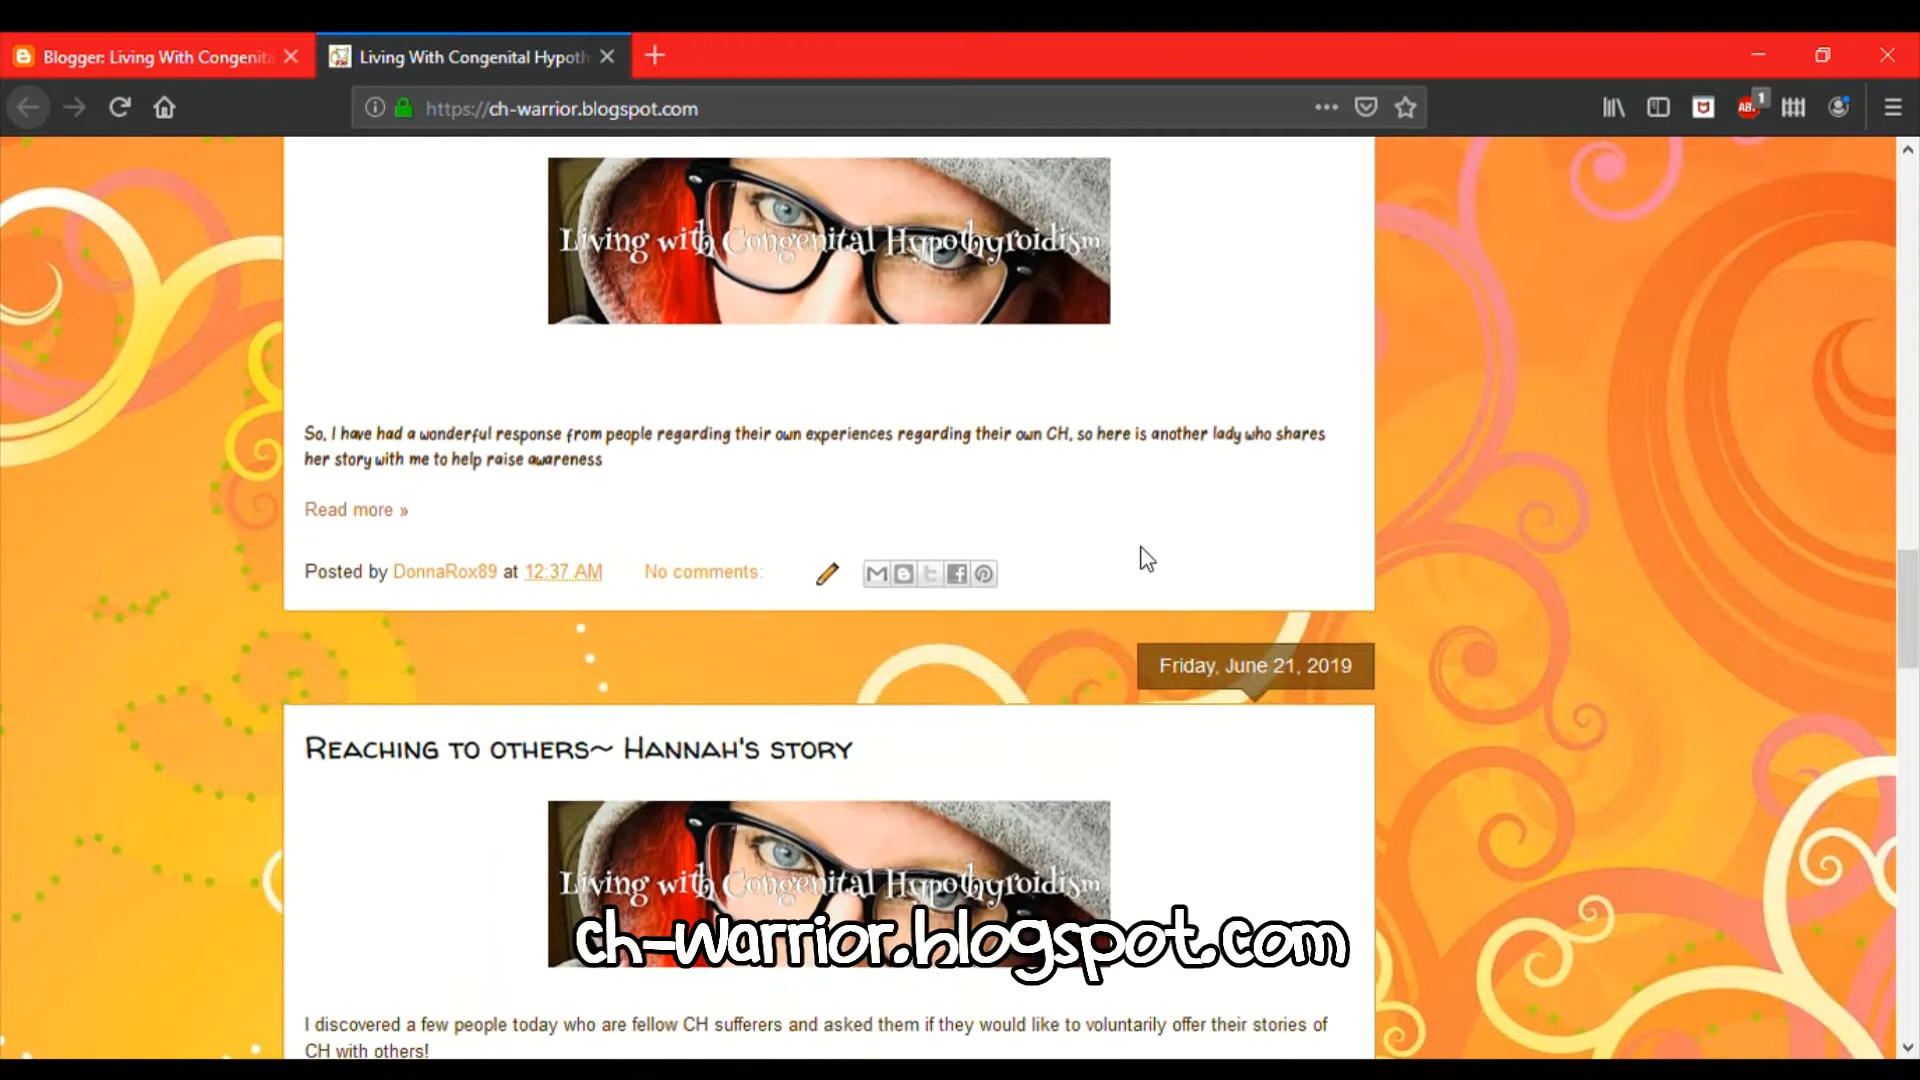 Blogger: Living With Congenita
Living With Congenital Hypoth
https://ch-warrior.blogspot.com
1
Living with Congenital Hypothyroidism
So, I have had a wonderful response from people regarding their own experiences regarding their own CH, so here is another lady who shares
her story with me to help raise awareness
Read more »
Posted by DonnaRox89 at 12:37 AM No comments:
Friday, June 21, 2019
Reaching to others~ Hannah's story
Living with Congenital Hypothyroidism
ch-warrior.blogspot.com
I discovered a few people today who are fellow CH sufferers and asked them if they would like to voluntarily offer their stories of
CH with others!